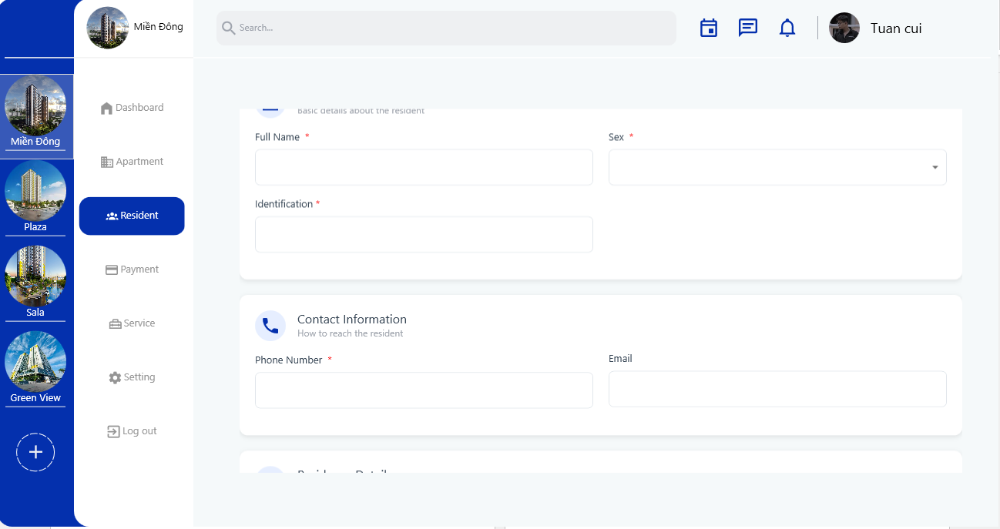 Miền Đông
Search...
Tuan cui
Miền Đông
Plaza
Sala
Green View
Dashboard
Apartment
Resident
Payment
Service
Setting
Log out
Basic details about the resident
Full Name *
Sex *
Identification *
Contact Information
How to reach the resident
Phone Number *
Email